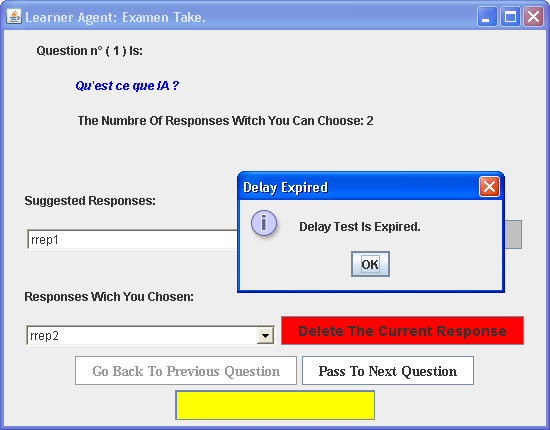 Learner Agent: Examen Take.
Question n° ( 1 ) Is:
Qu'est ce que IA ?
The Numbre Of Responses Witch You Can Choose: 2
Delay Expired
Suggested Responses:
Delay Test Is Expired.
rrep1
OK
Responses Wich You Chosen:
rrep2
Delete The Current Response
Go Back To Previous Question
Pass To Next Question